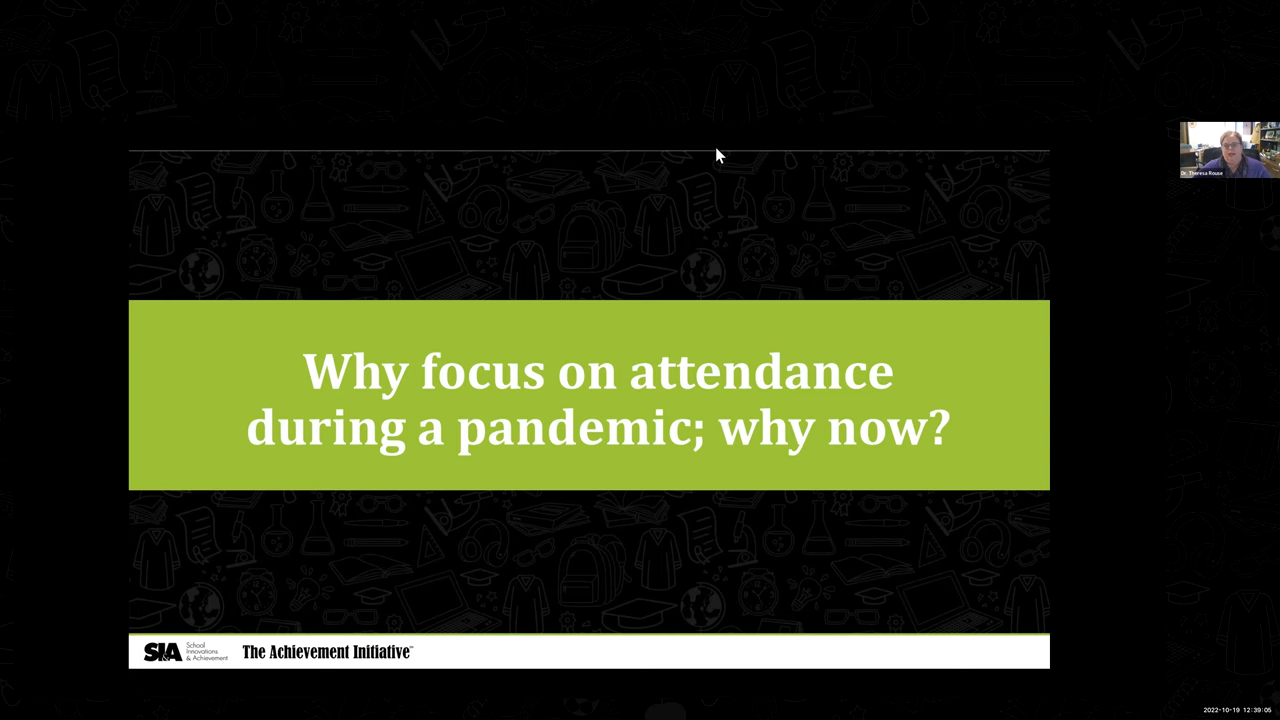 Dr. Theresa Rouse
Why focus on attendance
during a pandemic; why now?
SIA
School
Innovations
& Achievement
The Achievement Initiative℠
2022-10-19 12:39:05